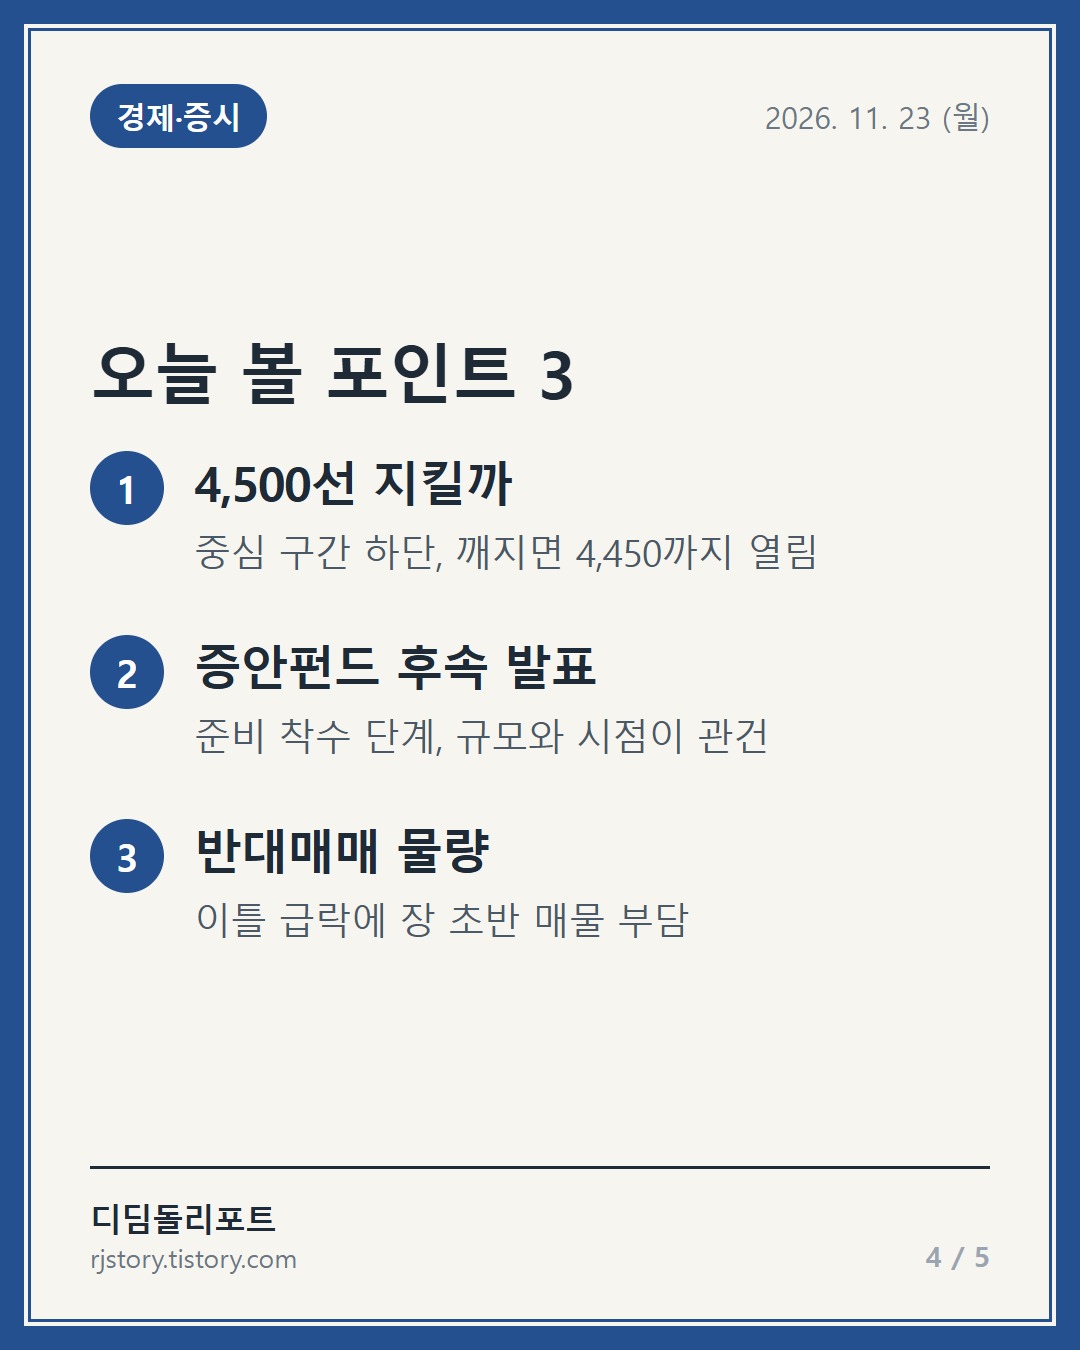 경제·증시
2026. 11. 23 (월)
오늘 볼 포인트 3
1
4,500선 지킬까
중심 구간 하단, 깨지면 4,450까지 열림
2
증안펀드 후속 발표
준비 착수 단계, 규모와 시점이 관건
3
반대매매 물량
이틀 급락에 장 초반 매물 부담
디딤돌리포트
rjstory.tistory.com
4 / 5